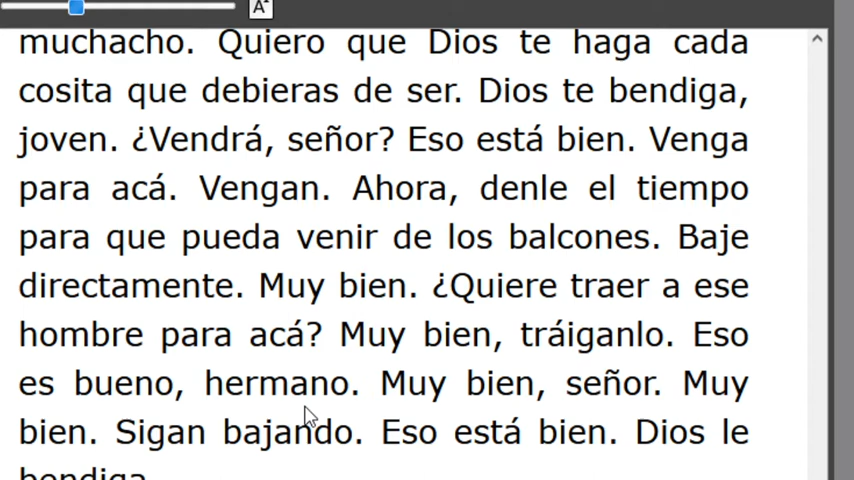 A
muchacho. Quiero que Dios te haga cada
cosita que debieras de ser. Dios te bendiga,
joven. ¿Vendrá, señor? Eso está bien. Venga
para acá. Vengan. Ahora, denle el tiempo
para que pueda venir de los balcones. Baje
directamente. Muy bien. ¿Quiere traer a ese
hombre para acá? Muy bien, tráiganlo. Eso
es bueno, hermano. Muy bien, señor. Muy
bien. Sigan bajando. Eso está bien. Dios le
bendiga.